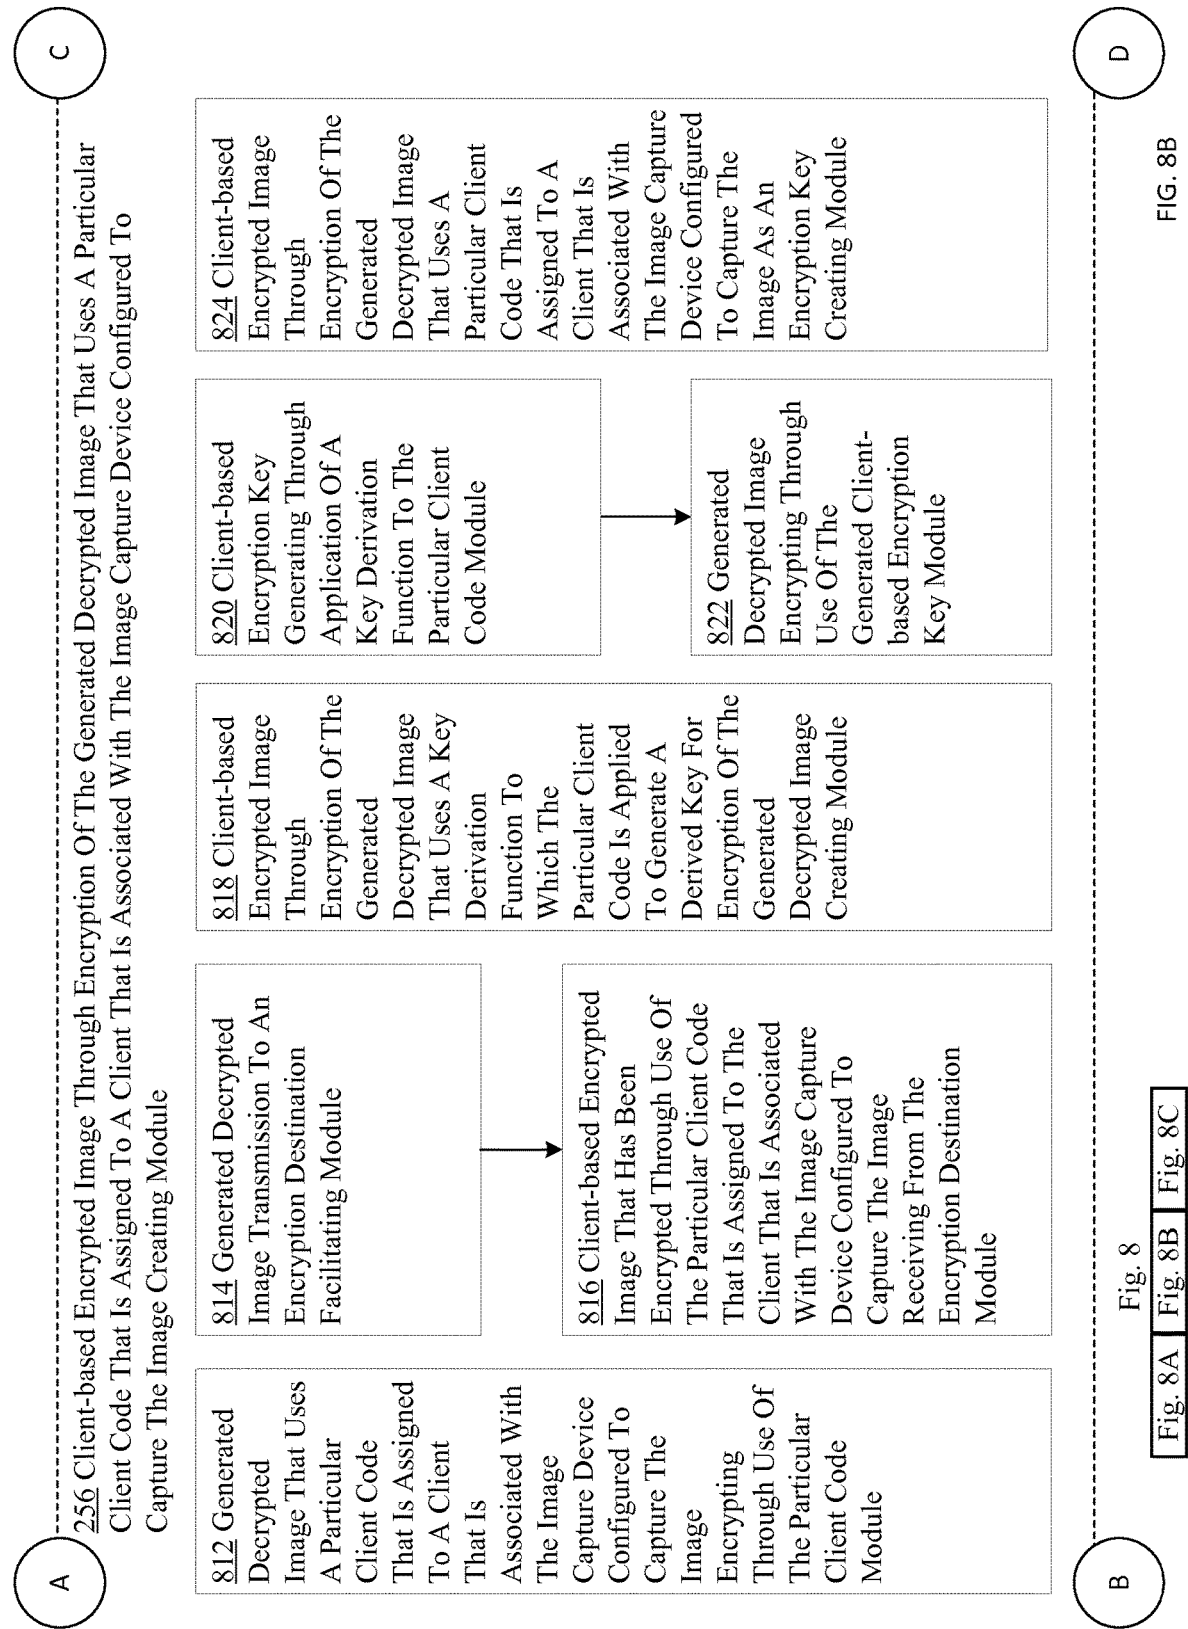 A
C
256 Client-based Encrypted Image Through Encryption Of The Generated Decrypted Image That Uses A Particular
Client Code That Is Assigned To A Client That Is Associated With The Image Capture Device Configured To
Capture The Image Creating Module
812 Generated
Decrypted
Image That Uses
A Particular
Client Code
That Is Assigned
To A Client
That Is
Associated With
The Image
Capture Device
Configured To
Capture The
Image
Encrypting
Through Use Of
The Particular
Client Code
Module
814 Generated Decrypted
Image Transmission To An
Encryption Destination
Facilitating Module
816 Client-based Encrypted
Image That Has Been
Encrypted Through Use Of
The Particular Client Code
That Is Assigned To The
Client That Is Associated
With The Image Capture
Device Configured To
Capture The Image
Receiving From The
Encryption Destination
Module
818 Client-based
Encrypted Image
Through
Encryption Of The
Generated
Decrypted Image
That Uses A Key
Derivation
Function To
Which The
Particular Client
Code Is Applied
To Generate A
Derived Key For
Encryption Of The
Generated
Decrypted Image
Creating Module
820 Client-based
Encryption Key
Generating Through
Application Of A
Key Derivation
Function To The
Particular Client
Code Module
822 Generated
Decrypted Image
Encrypting Through
Use Of The
Generated Client-
based Encryption
Key Module
824 Client-based
Encrypted Image
Through
Encryption Of The
Generated
Decrypted Image
That Uses A
Particular Client
Code That Is
Assigned To A
Client That Is
Associated With
The Image Capture
Device Configured
To Capture The
Image As An
Encryption Key
Creating Module
B
D
Fig. 8
Fig. 8A Fig. 8B Fig. 8C
FIG. 8B